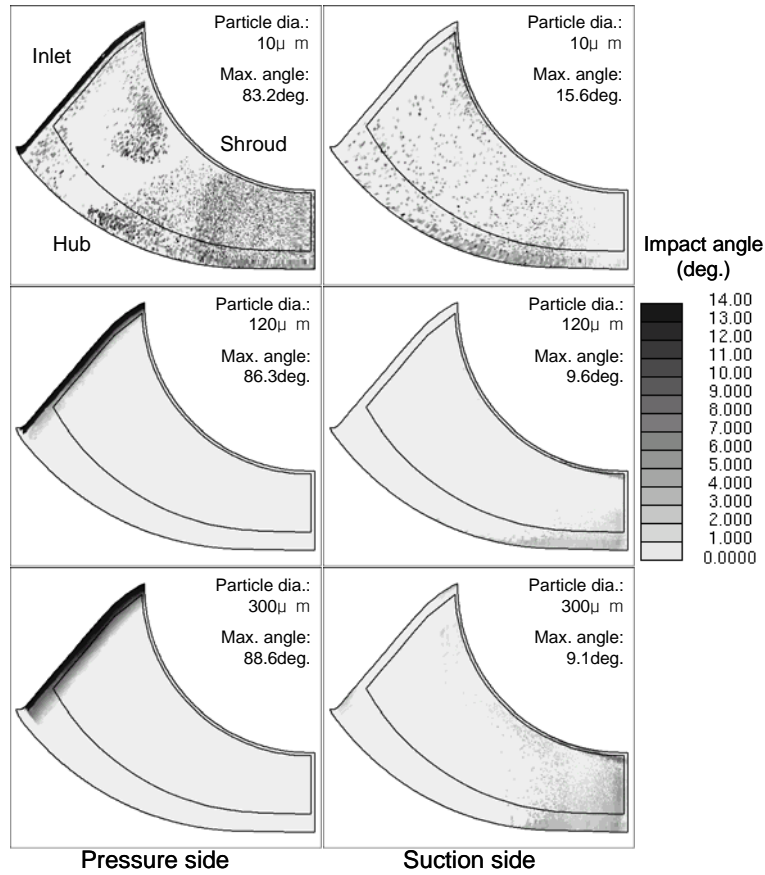 Particle dia.:
10μ m
Max. angle:
83.2deg.
Inlet
Shroud
Hub
Particle dia.:
10μ m
Max. angle:
15.6deg.
Particle dia.:
120μ m
Max. angle:
86.3deg.
Particle dia.:
120μ m
Max. angle:
9.6deg.
Particle dia.:
300μ m
Max. angle:
88.6deg.
Particle dia.:
300μ m
Max. angle:
9.1deg.
Impact angle
(deg.)
14.00
13.00
12.00
11.00
10.00
9.000
8.000
7.000
6.000
5.000
4.000
3.000
2.000
1.000
0.0000
Pressure side
Suction side